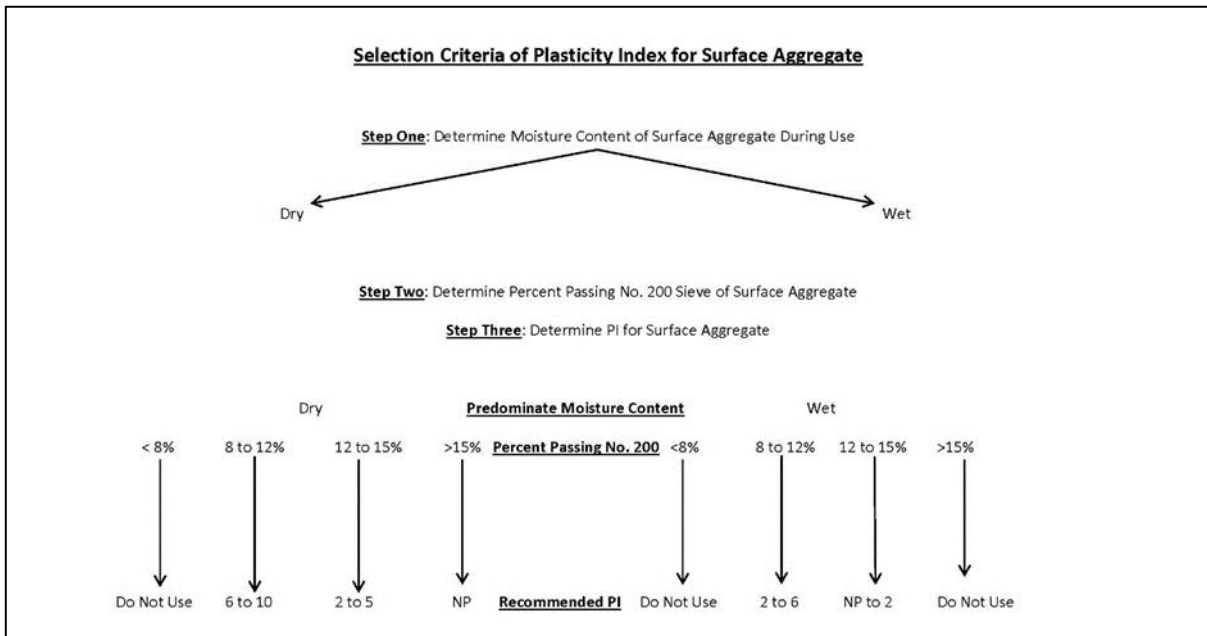 Selection Criteria of Plasticity Index for Surface Aggregate
Step One: Determine Moisture Content of Surface Aggregate During Use
Dry Wet
Step Two: Determine Percent Passing No. 200 Sieve of Surface Aggregate
Step Three: Determine PI for Surface Aggregate
Dry Predominate Moisture Content Wet
< 8% 8 to 12% 12 to 15% >15% Percent Passing No. 200 <8% 8 to 12% 12 to 15% >15%
Do Not Use 6 to 10 2 to 5 NP Recommended PI Do Not Use 2 to 6 NP to 2 Do Not Use